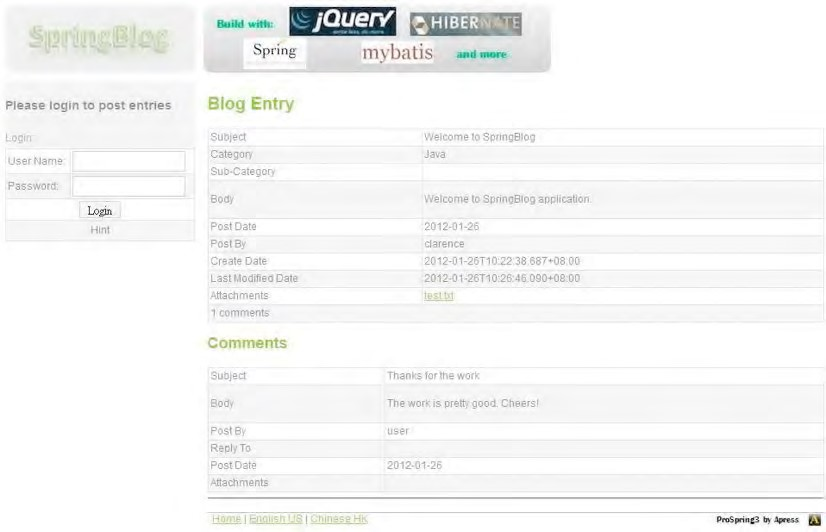 SpringBlog
Build with: jQuery HIBERNATE
Spring mybatis and more
Please login to post entries
Login:
User Name:
Password:
Login
Hint
Blog Entry
Subject Welcome to SpringBlog
Category Java
Sub-Category
Body Welcome to SpringBlog application.
Post Date 2012-01-26
Post By clarence
Create Date 2012-01-26T10:22:38.687+08:00
Last Modified Date 2012-01-26T10:26:46.090+08:00
Attachments test.txt
1 comments
Comments
Subject Thanks for the work
Body The work is pretty good. Cheers!
Post By user
Reply To
Post Date 2012-01-26
Attachments
Home | English US | Chinese HK
ProSpring3 by Apress